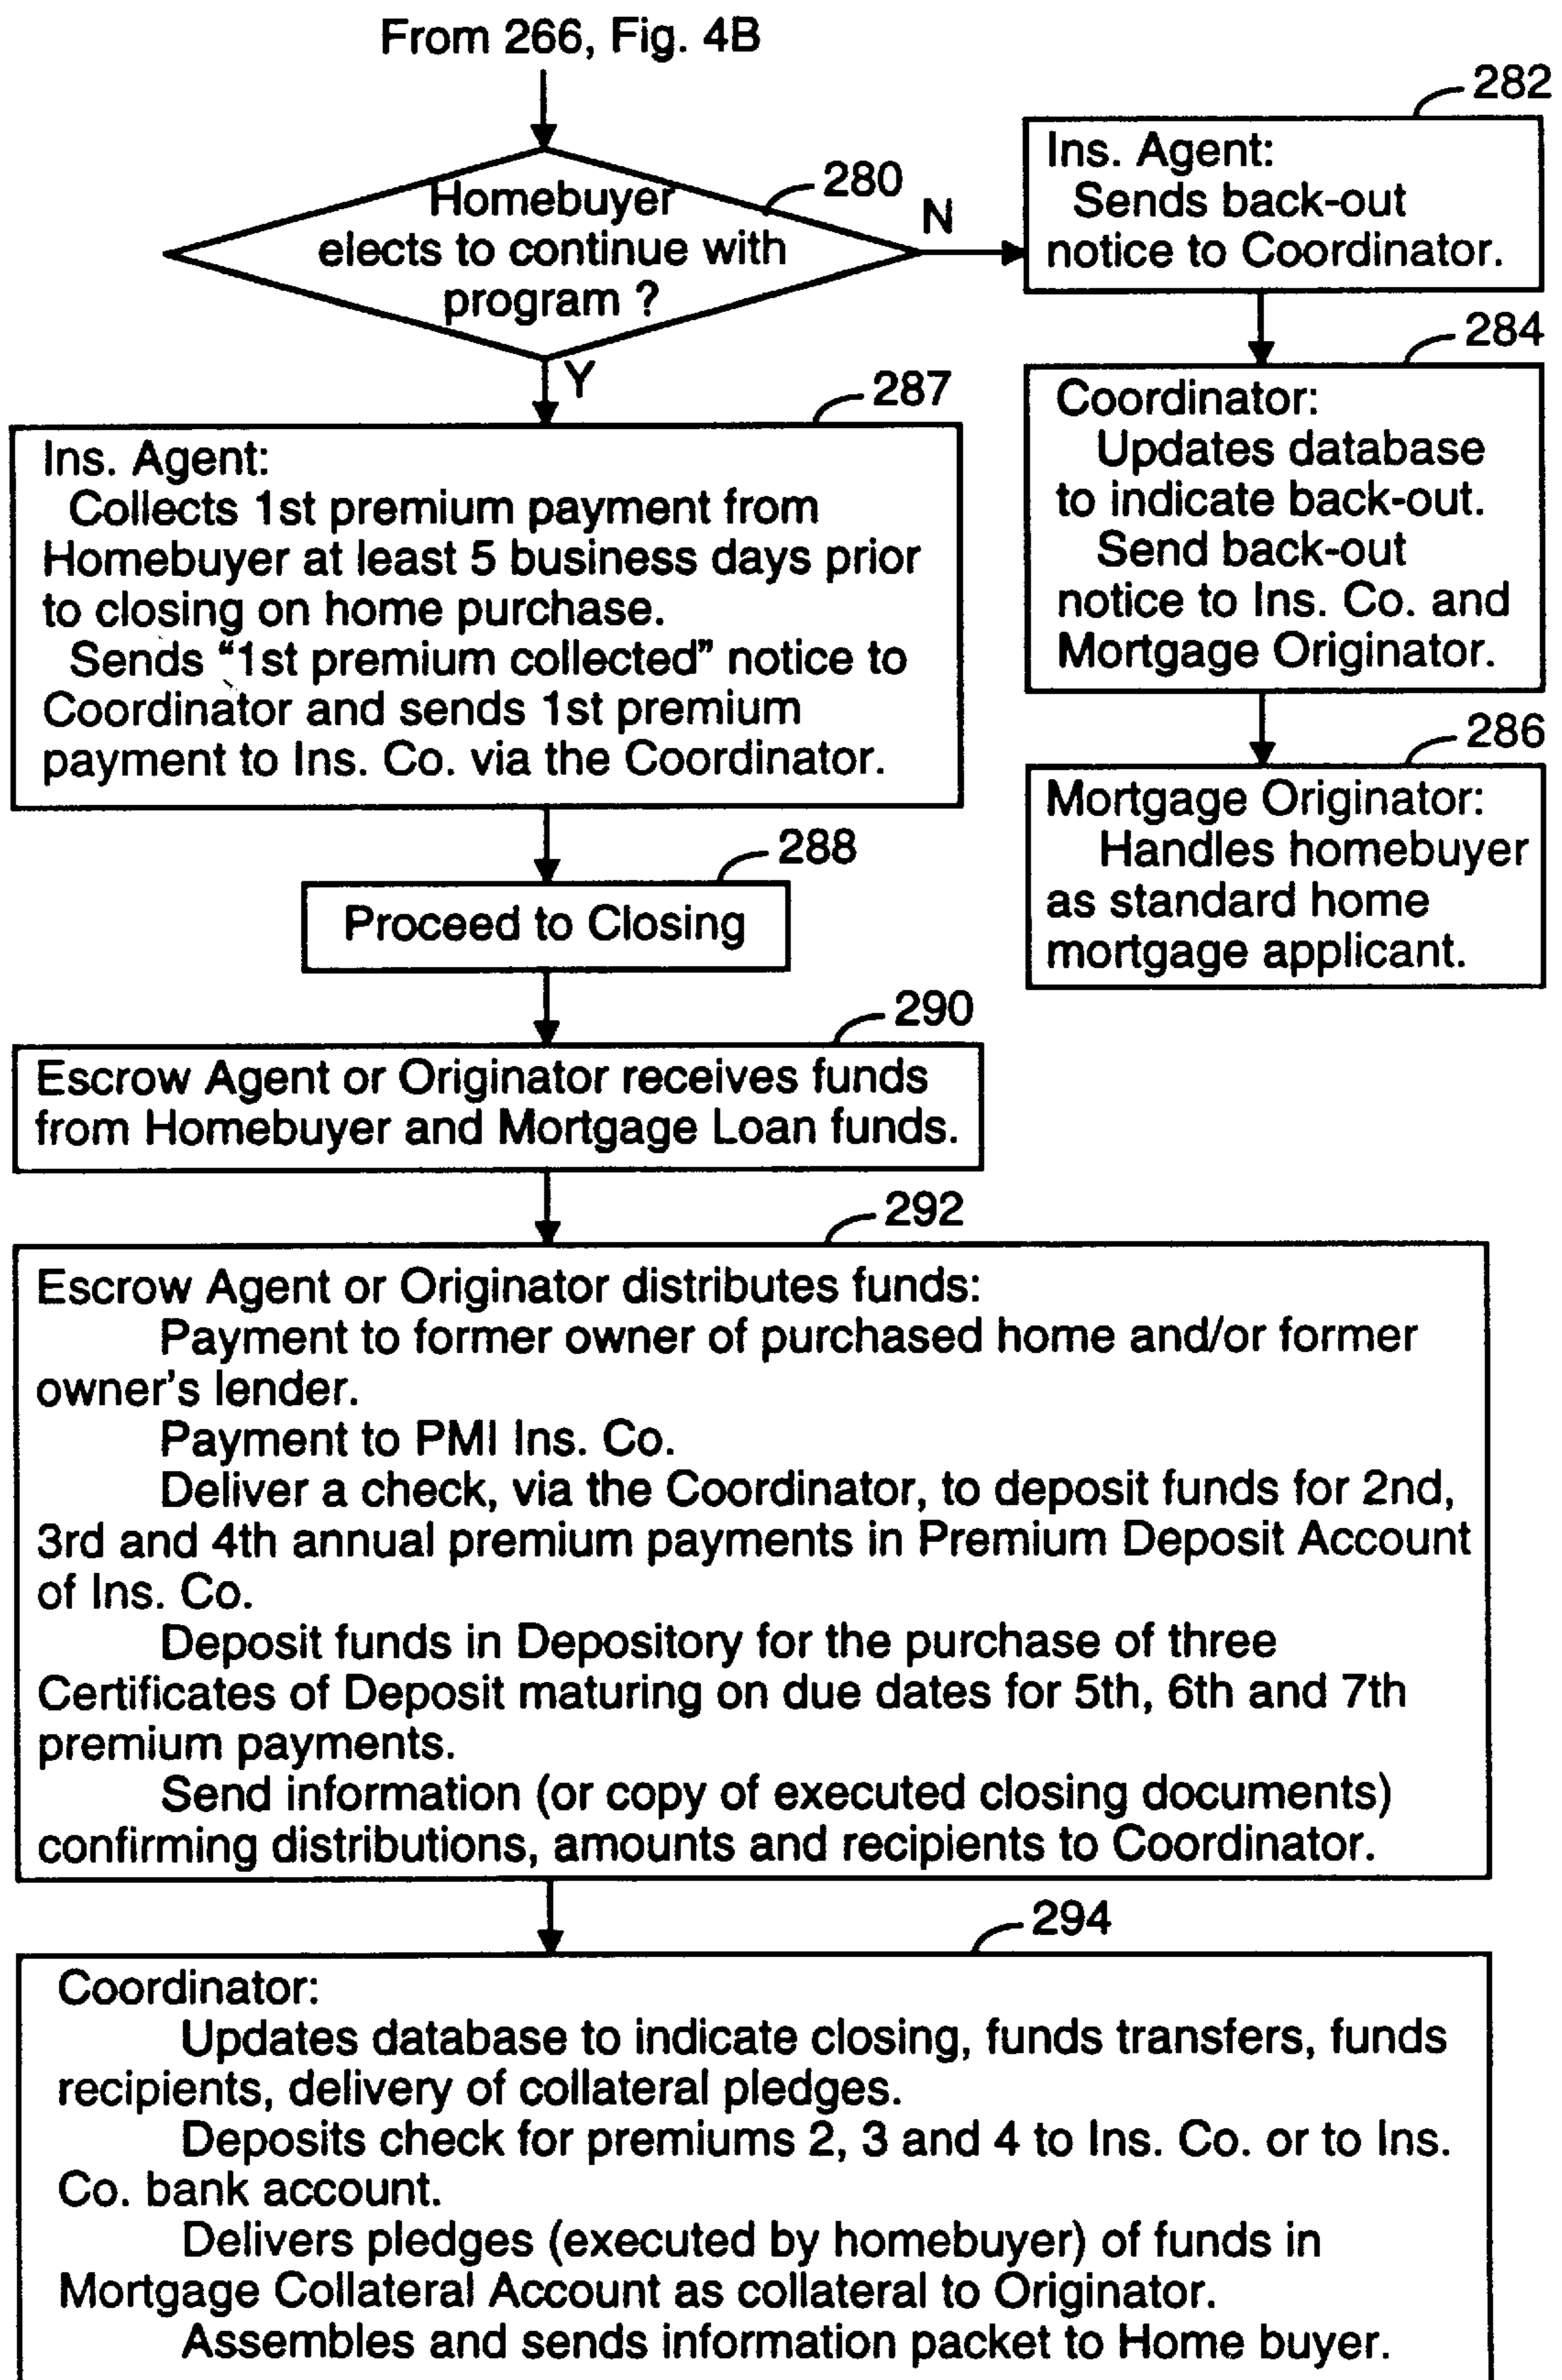 From 266, Fig. 4B
280
Homebuyer
elects to continue with
program ?
N
Y
282
Ins. Agent:
Sends back-out
notice to Coordinator.
284
Coordinator:
Updates database
to indicate back-out.
Send back-out
notice to Ins. Co. and
Mortgage Originator.
286
Mortgage Originator:
Handles homebuyer
as standard home
mortgage applicant.
287
Ins. Agent:
Collects 1st premium payment from
Homebuyer at least 5 business days prior
to closing on home purchase.
Sends “1st premium collected” notice to
Coordinator and sends 1st premium
payment to Ins. Co. via the Coordinator.
288
Proceed to Closing
290
Escrow Agent or Originator receives funds
from Homebuyer and Mortgage Loan funds.
292
Escrow Agent or Originator distributes funds:
Payment to former owner of purchased home and/or former
owner's lender.
Payment to PMI Ins. Co.
Deliver a check, via the Coordinator, to deposit funds for 2nd,
3rd and 4th annual premium payments in Premium Deposit Account
of Ins. Co.
Deposit funds in Depository for the purchase of three
Certificates of Deposit maturing on due dates for 5th, 6th and 7th
premium payments.
Send information (or copy of executed closing documents)
confirming distributions, amounts and recipients to Coordinator.
294
Coordinator:
Updates database to indicate closing, funds transfers, funds
recipients, delivery of collateral pledges.
Deposits check for premiums 2, 3 and 4 to Ins. Co. or to Ins.
Co. bank account.
Delivers pledges (executed by homebuyer) of funds in
Mortgage Collateral Account as collateral to Originator.
Assembles and sends information packet to Home buyer.